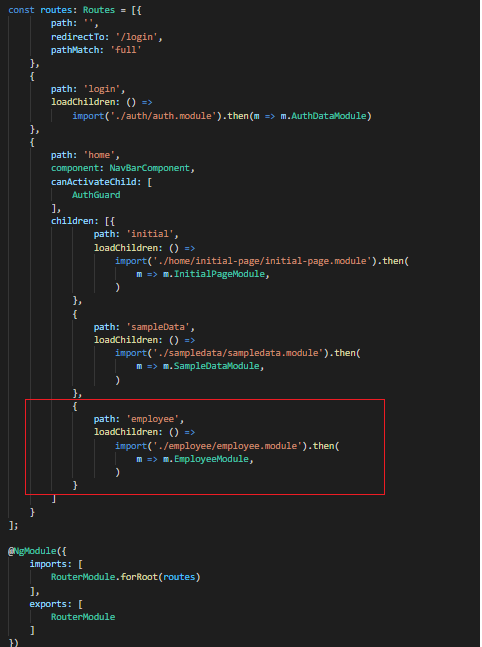 const routes: Routes = [{
        path: '',
        redirectTo: '/login',
        pathMatch: 'full'
    },
    {
        path: 'login',
        loadChildren: () =>
            import('./auth/auth.module').then(m => m.AuthDataModule)
    },
    {
        path: 'home',
        component: NavBarComponent,
        canActivateChild: [
            AuthGuard
        ],
        children: [{
                path: 'initial',
                loadChildren: () =>
                    import('./home/initial-page/initial-page.module').then(
                        m => m.InitialPageModule,
                    )
            },
            {
                path: 'sampleData',
                loadChildren: () =>
                    import('./sampledata/sampledata.module').then(
                        m => m.SampleDataModule,
                    )
            },
            {
                path: 'employee',
                loadChildren: () =>
                    import('./employee/employee.module').then(
                        m => m.EmployeeModule,
                    )
            }
        ]
    }
];

@NgModule({
    imports: [
        RouterModule.forRoot(routes)
    ],
    exports: [
        RouterModule
    ]
})